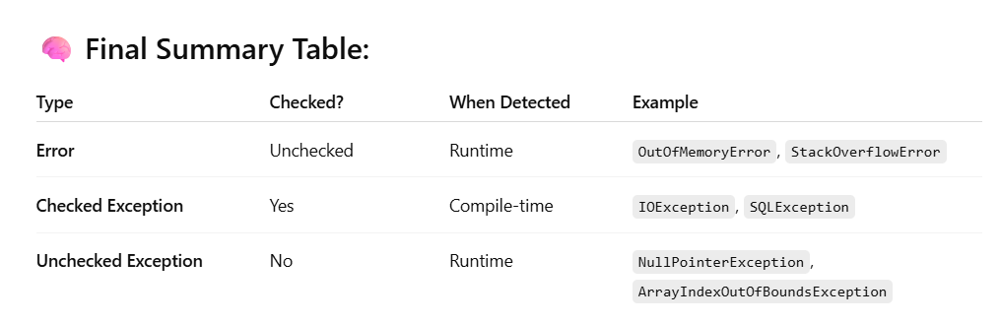 🧠 Final Summary Table:
Type Checked? When Detected Example
Error Unchecked Runtime OutOfMemoryError, StackOverflowError
Checked Exception Yes Compile-time IOException, SQLException
Unchecked Exception No Runtime NullPointerException,
ArrayIndexOutOfBoundsException